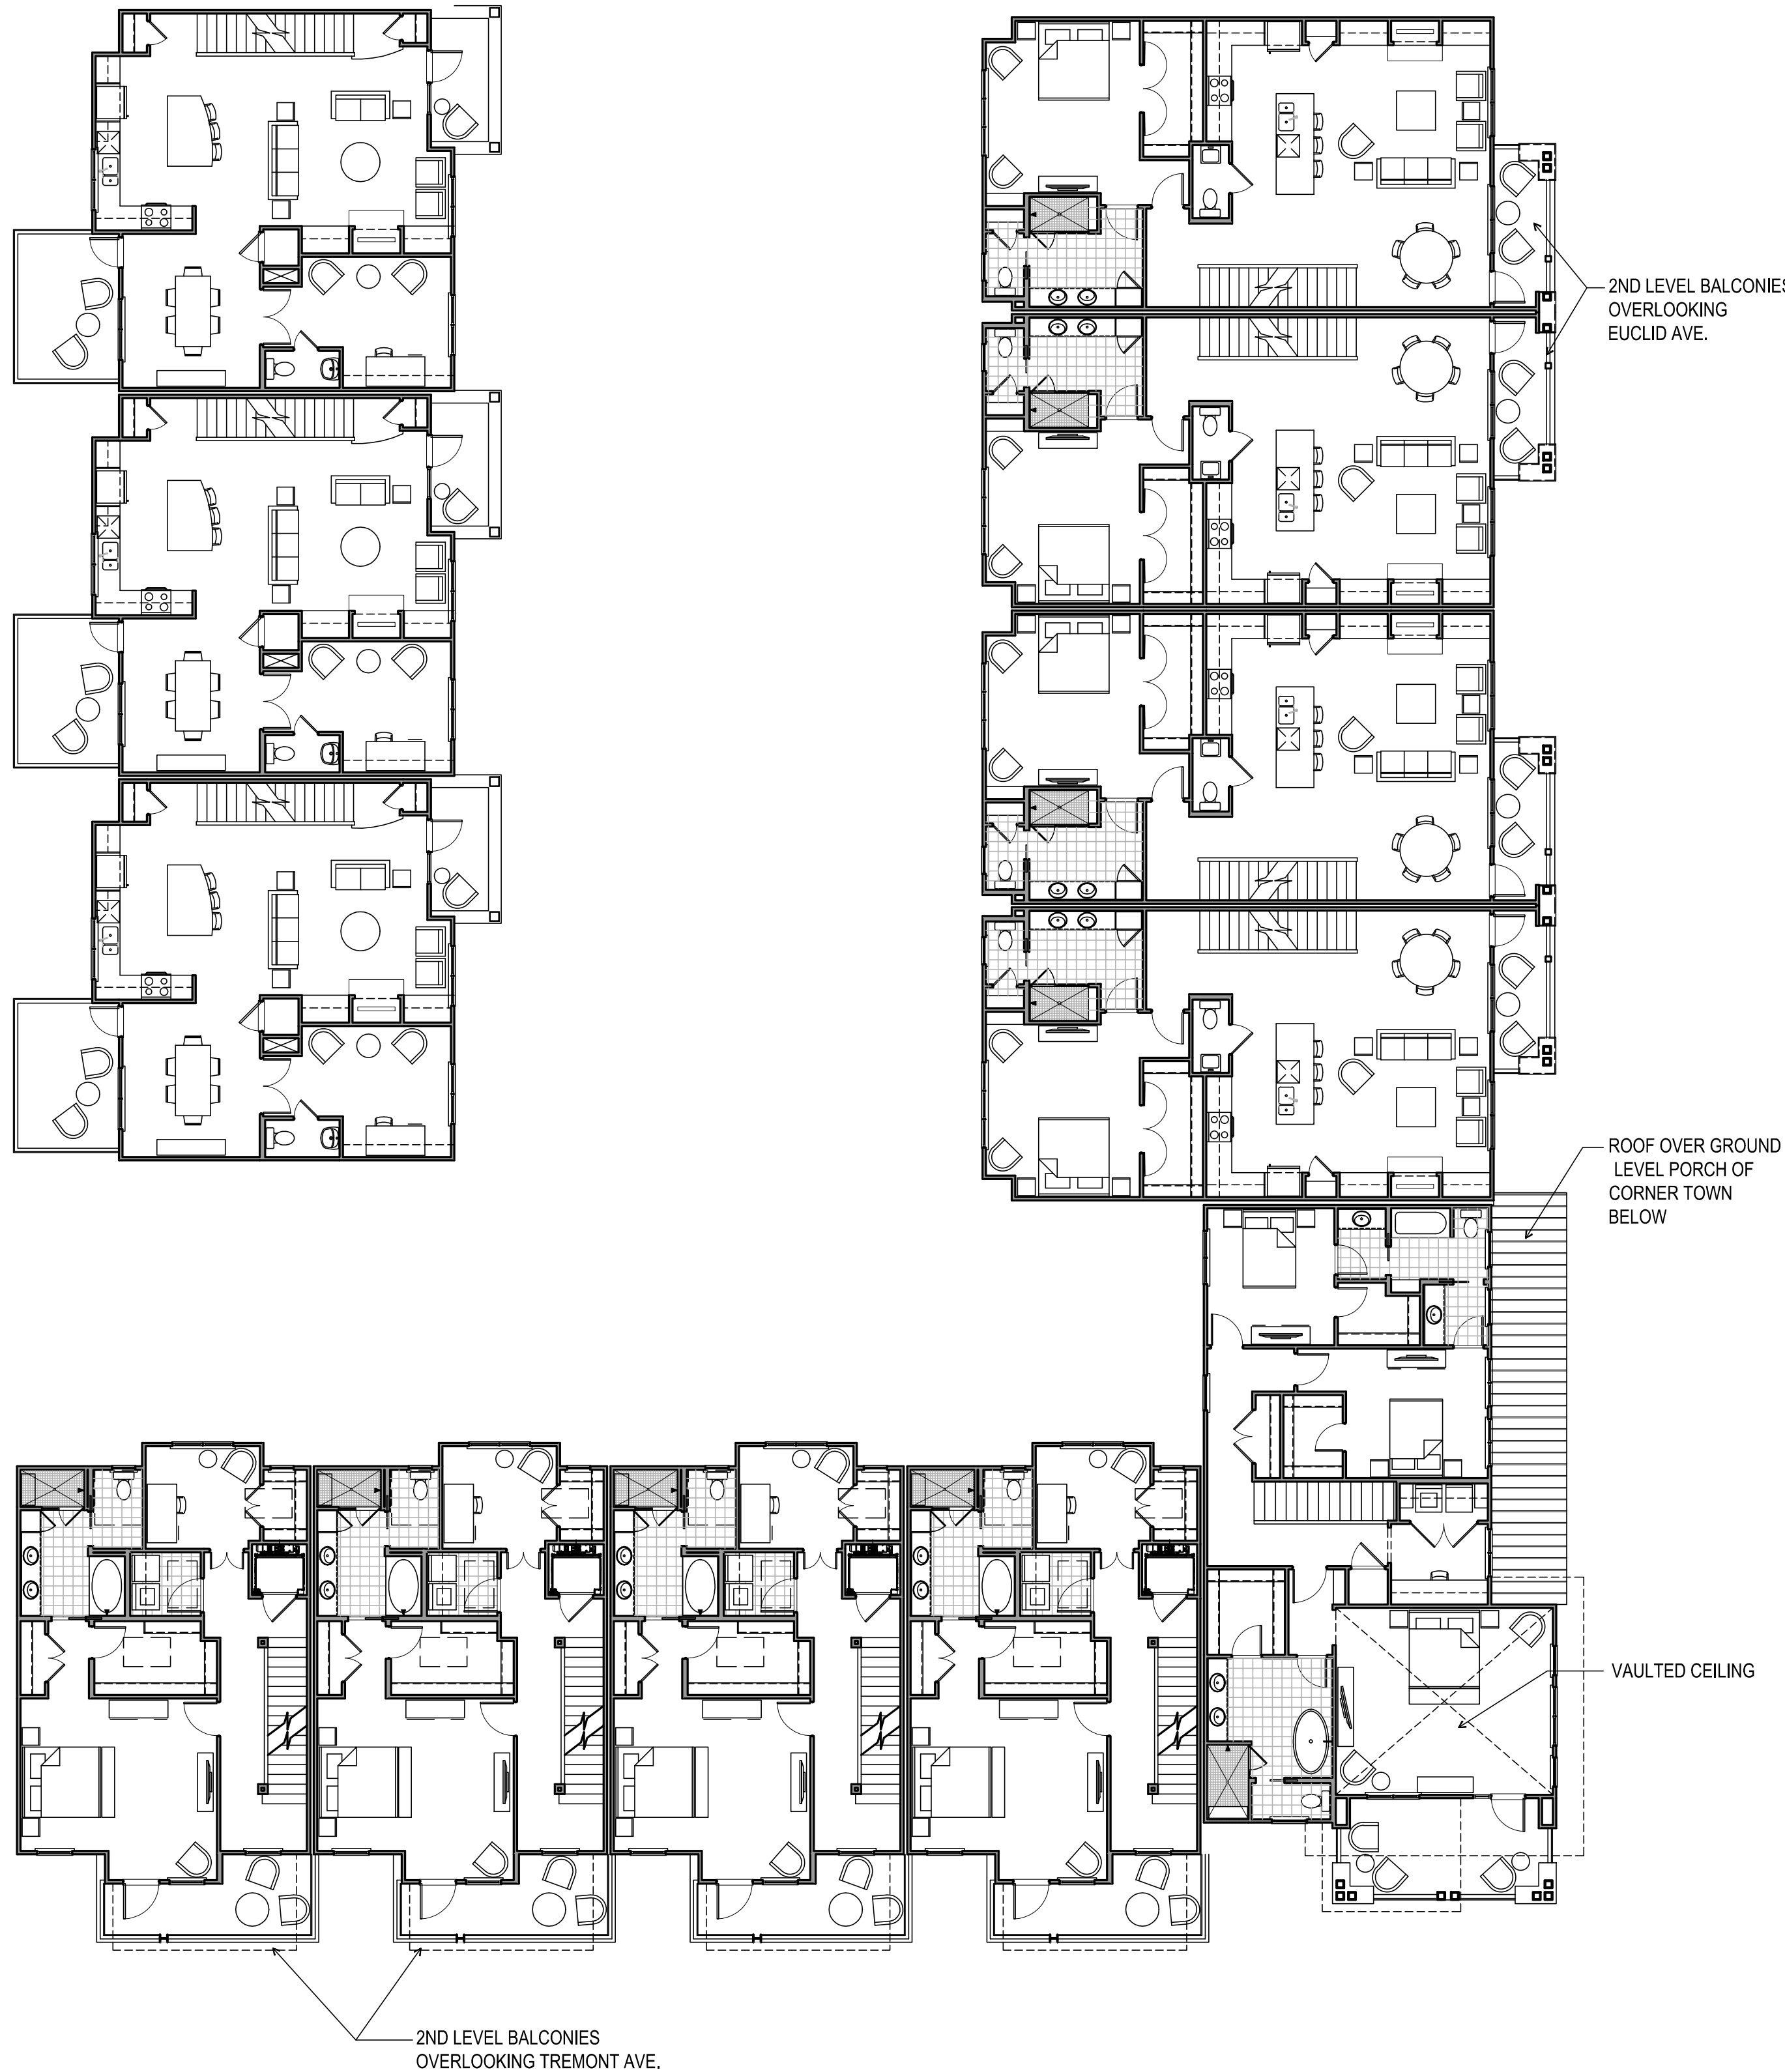 2ND LEVEL BALCONIES
OVERLOOKING
EUCLID AVE.
ROOF OVER GROUND
LEVEL PORCH OF
CORNER TOWN
BELOW
VAULTED CEILING
2ND LEVEL BALCONIES
OVERLOOKING TREMONT AVE.